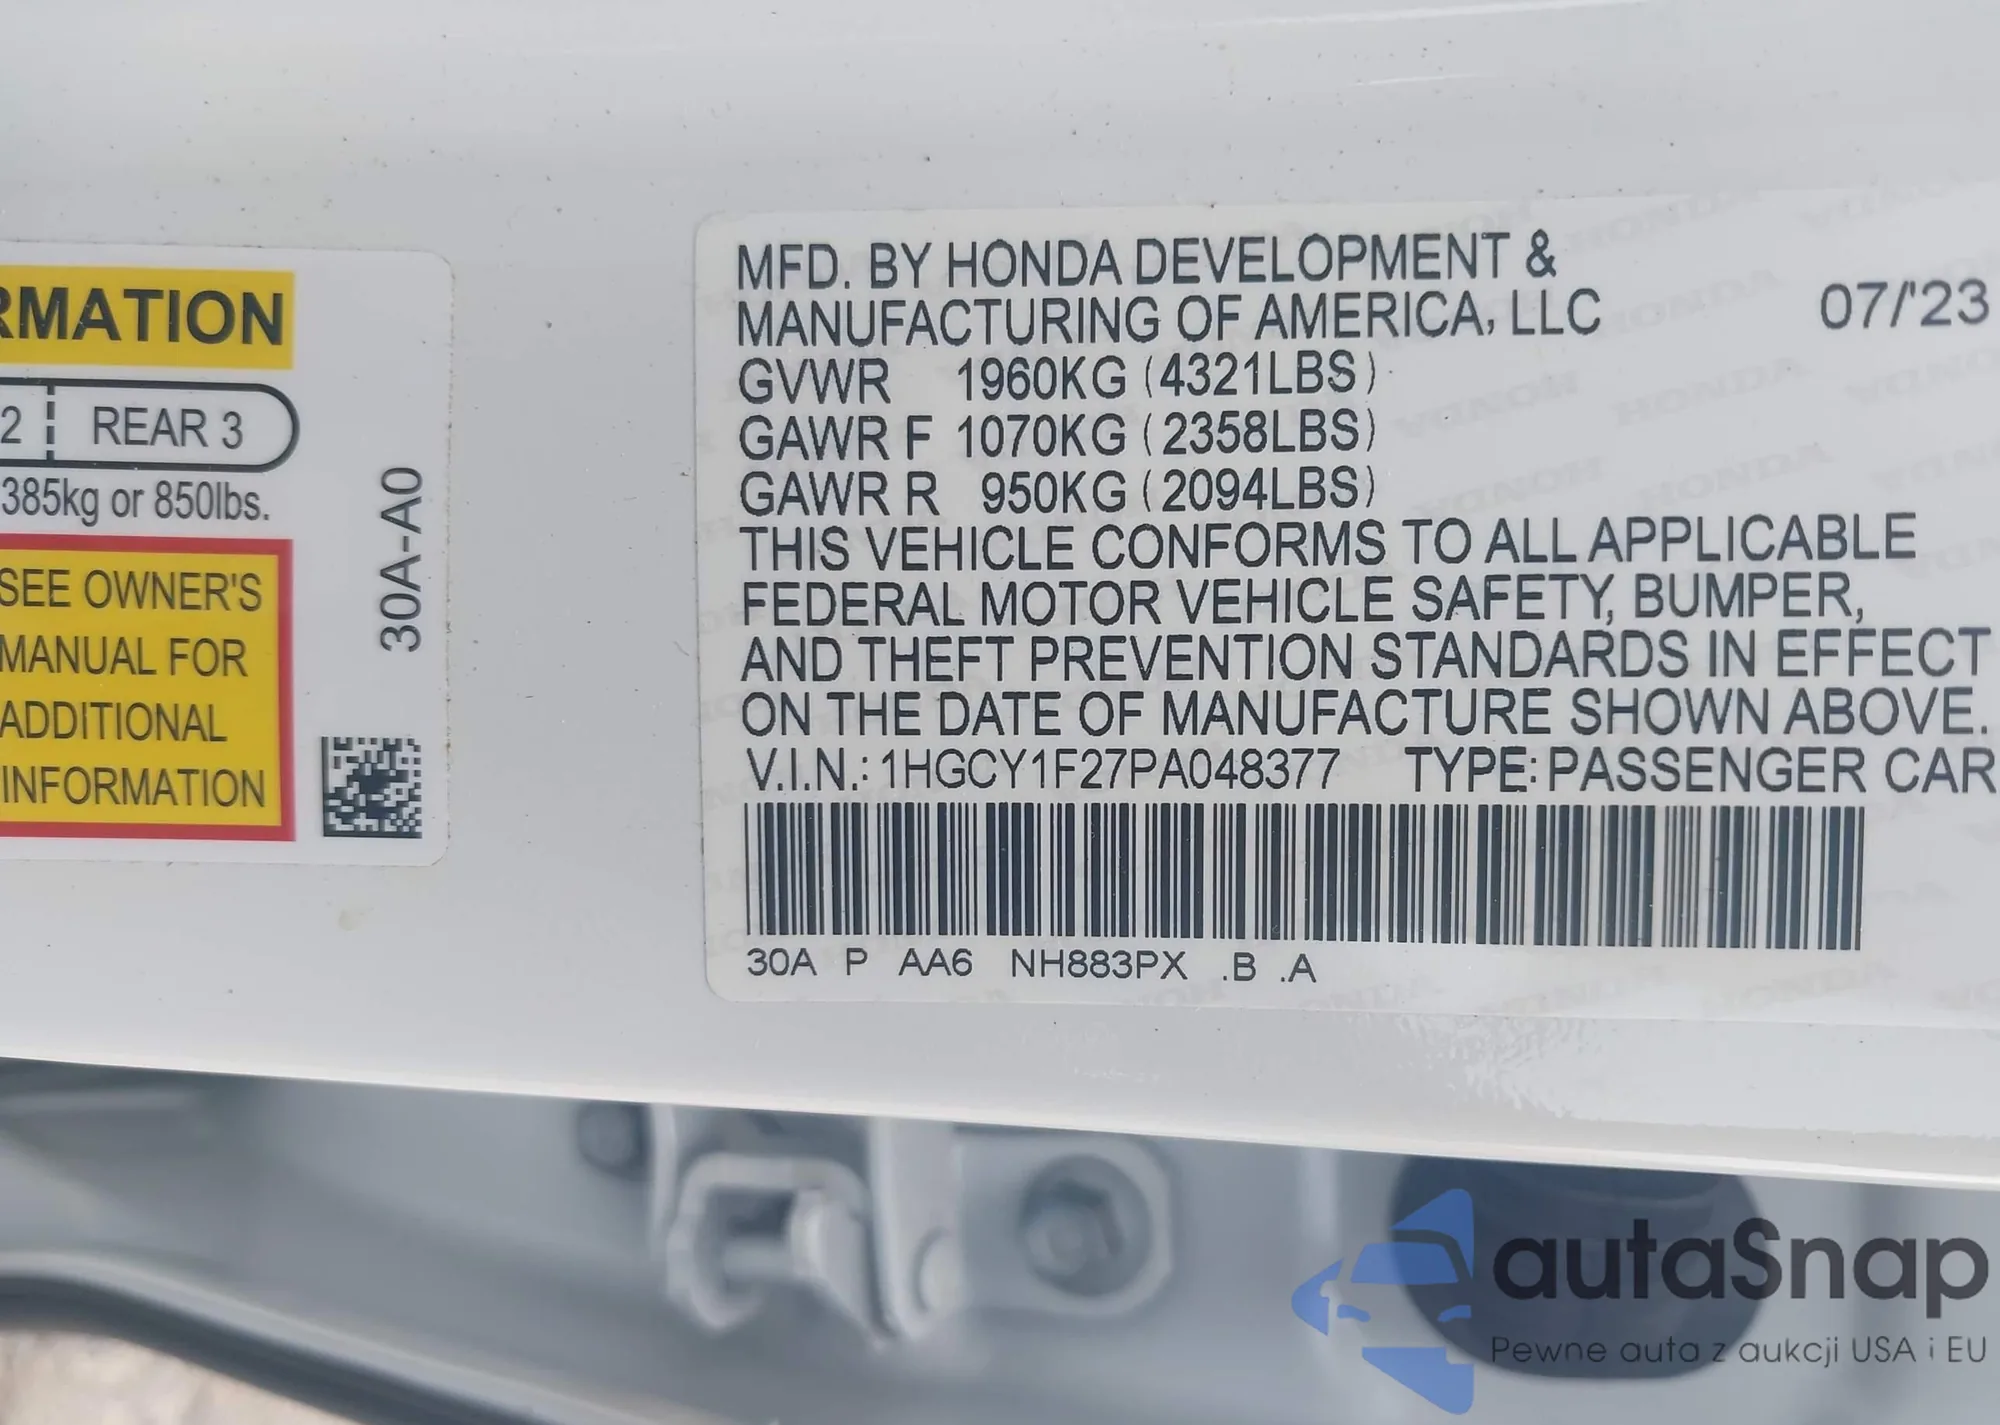 RMATION
2 REAR 3
385kg or 850lbs.
SEE OWNER'S
MANUAL FOR
ADDITIONAL
INFORMATION
30A-A0
MFD. BY HONDA DEVELOPMENT &
MANUFACTURING OF AMERICA, LLC 07/'23
GVWR 1960KG (4321LBS)
GAWR F 1070KG (2358LBS)
GAWR R 950KG (2094LBS)
THIS VEHICLE CONFORMS TO ALL APPLICABLE
FEDERAL MOTOR VEHICLE SAFETY, BUMPER,
AND THEFT PREVENTION STANDARDS IN EFFECT
ON THE DATE OF MANUFACTURE SHOWN ABOVE.
V.I.N.: 1HGCY1F27PA048377 TYPE: PASSENGER CAR
30A P AA6 NH883PX .B .A
autaSnap
Pewne auta z aukcji USA i EU